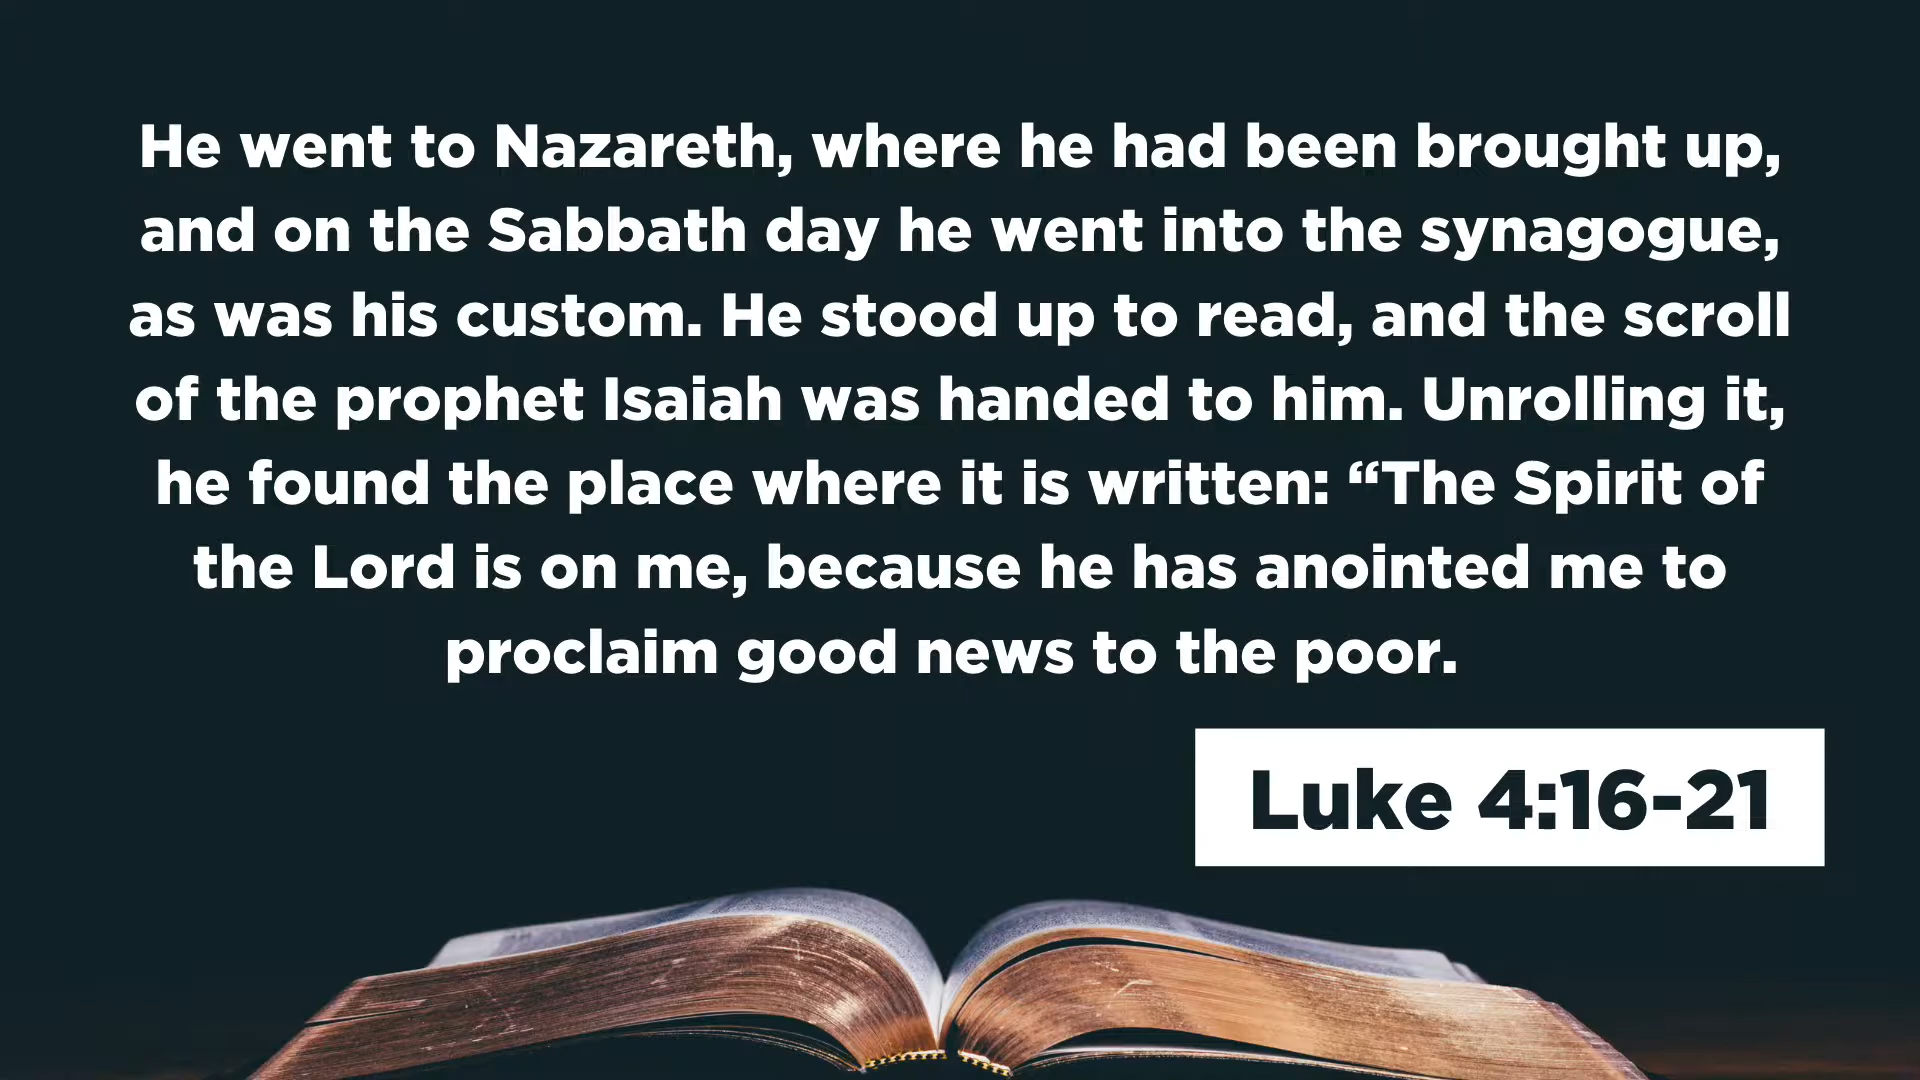 He went to Nazareth, where he had been brought up,
and on the Sabbath day he went into the synagogue,
as was his custom. He stood up to read, and the scroll
of the prophet Isaiah was handed to him. Unrolling it,
he found the place where it is written: “The Spirit of
the Lord is on me, because he has anointed me to
proclaim good news to the poor.
Luke 4:16-21